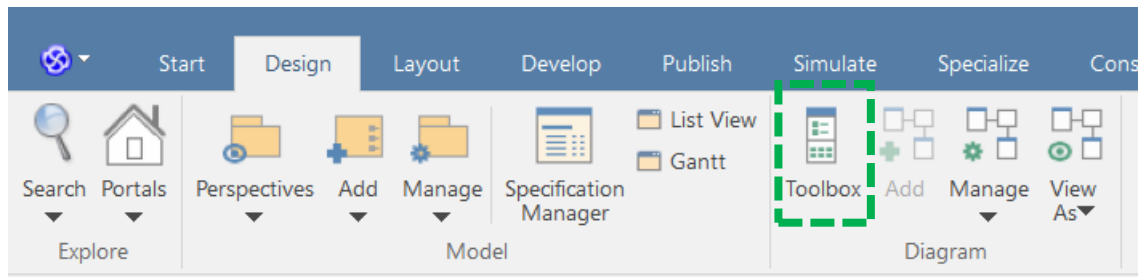 Start Design Layout Develop Publish Simulate Specialize Cons
List View
Gantt
Search Portals Perspectives Add Manage Specification Toolbox Add Manage View
Manager As
Explore Model Diagram